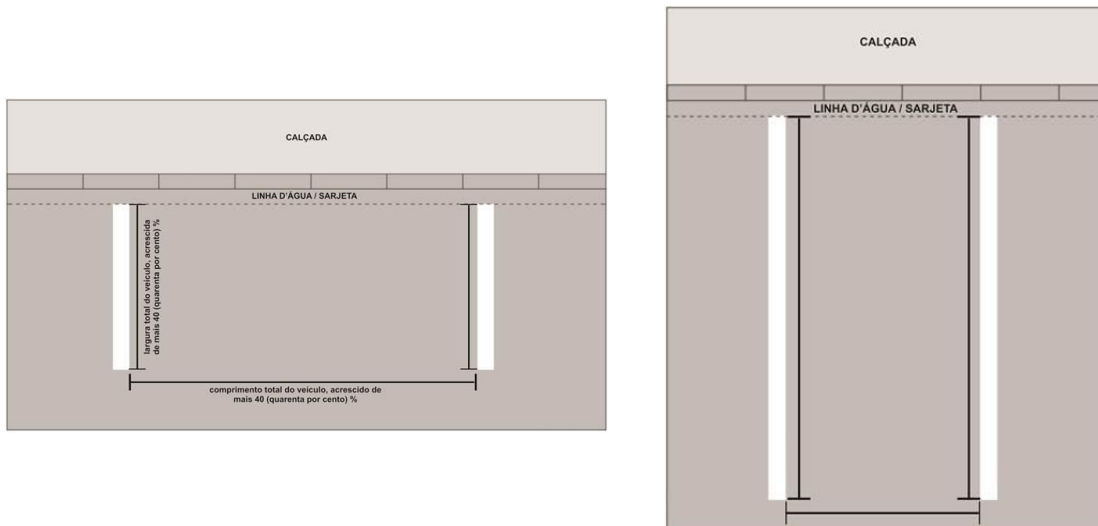 CALÇADA
LINHA D'ÁGUA / SARJETA
largura total do veículo, acrescida
de mais 40 (quarenta por cento) %
comprimento total do veículo, acrescido de
mais 40 (quarenta por cento) %
CALÇADA
LINHA D'ÁGUA / SARJETA